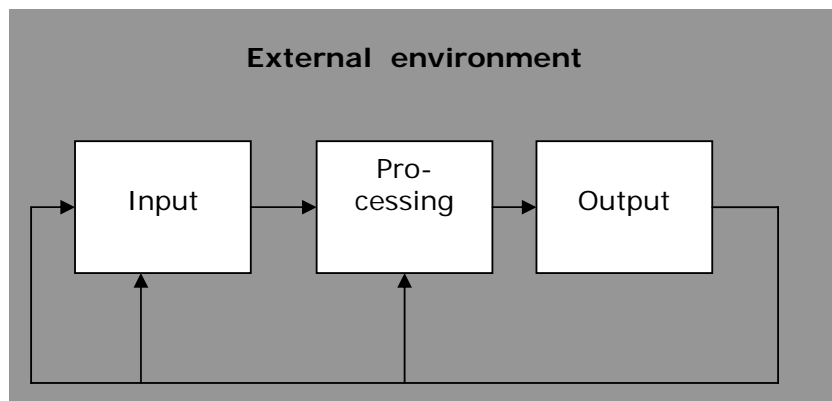 External environment
Input
Pro-
cessing
Output